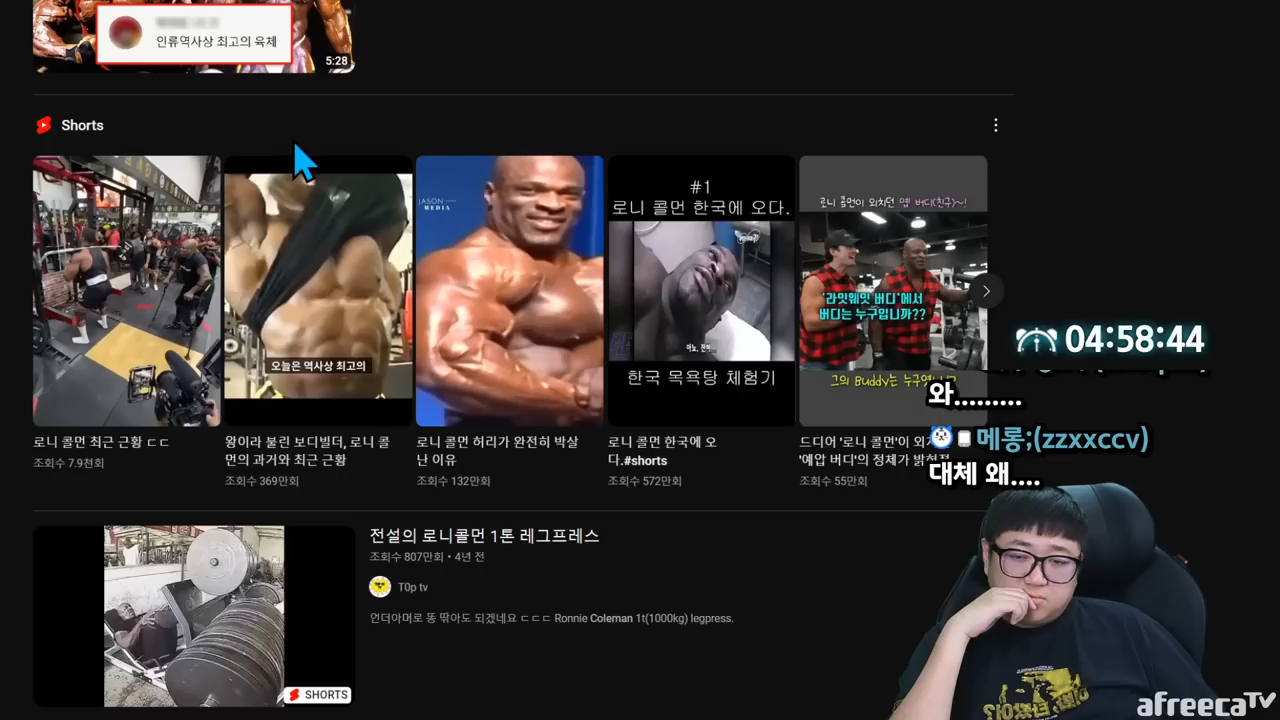 인류역사상 최고의 육체
5:28
Shorts
JASON
MEDIA
오늘은 역사상 최고의
#1
로니 콜먼 한국에 오다.
한국 목욕탕 체험기
로니 콜먼이 외치던 옛 버디(친구)~!
'라잇웨잇 버디'에서
버디는 누구입니까??
그의 Buddy는 누구였
로니 콜먼 최근 근황 ㄷㄷ
조회수 7.9천회
왕이라 불린 보디빌더, 로니 콜
먼의 과거와 최근 근황
조회수 369만회
로니 콜먼 허리가 완전히 박살
난 이유
조회수 132만회
로니 콜먼 한국에 오
다.#shorts
조회수 572만회
드디어 '로니 콜먼'이 외
'예압 버디'의 정체가 밝혀
조회수 55만회
04:58:44
와.........
메롱;(zzxxccv)
대체 왜....
전설의 로니콜먼 1톤 레그프레스
조회수 807만회 • 4년 전
T0p tv
언더아머로 똥 딲아도 되겠네요 ㄷㄷㄷ Ronnie Coleman 1t(1000kg) legpress.
SHORTS
afreecaTV